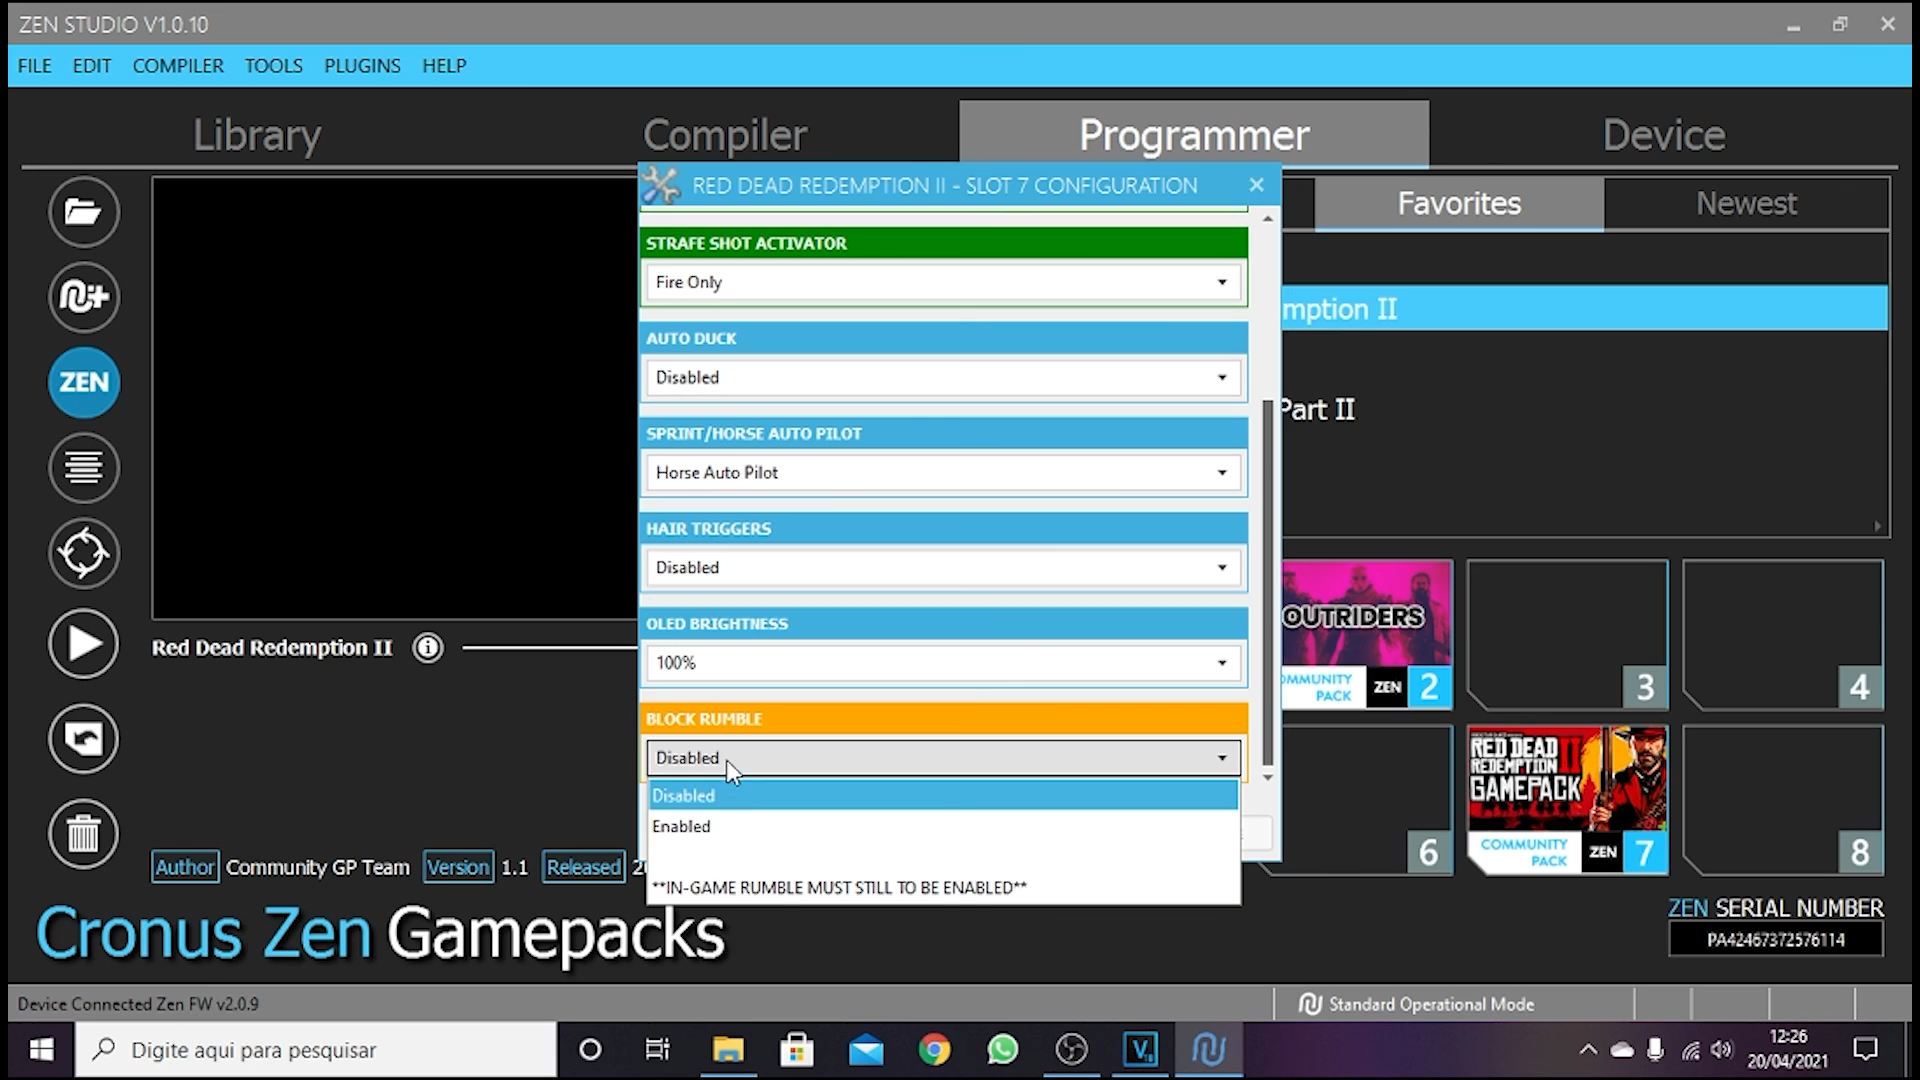 ZEN STUDIO V1.0.10
FILE EDIT COMPILER TOOLS PLUGINS HELP
Library Compiler Programmer Device
RED DEAD REDEMPTION II - SLOT 7 CONFIGURATION
Favorites Newest
STRAFE SHOT ACTIVATOR
Fire Only
mption II
AUTO DUCK
Disabled
ZEN
Part II
SPRINT/HORSE AUTO PILOT
Horse Auto Pilot
HAIR TRIGGERS
Disabled
OLED BRIGHTNESS
100%
OUTRIDERS
Red Dead Redemption II
MMUNITY
PACK
ZEN 2
3
4
BLOCK RUMBLE
Disabled
Disabled
Enabled
**IN-GAME RUMBLE MUST STILL TO BE ENABLED**
RED DEAD
REDEMPTION II
GAMEPACK
6
COMMUNITY
PACK
ZEN 7
8
Author Community GP Team Version 1.1 Released 2
Cronus Zen Gamepacks
ZEN SERIAL NUMBER
PA42467372576114
Device Connected Zen FW v2.0.9
Standard Operational Mode
Digite aqui para pesquisar
12:26
20/04/2021